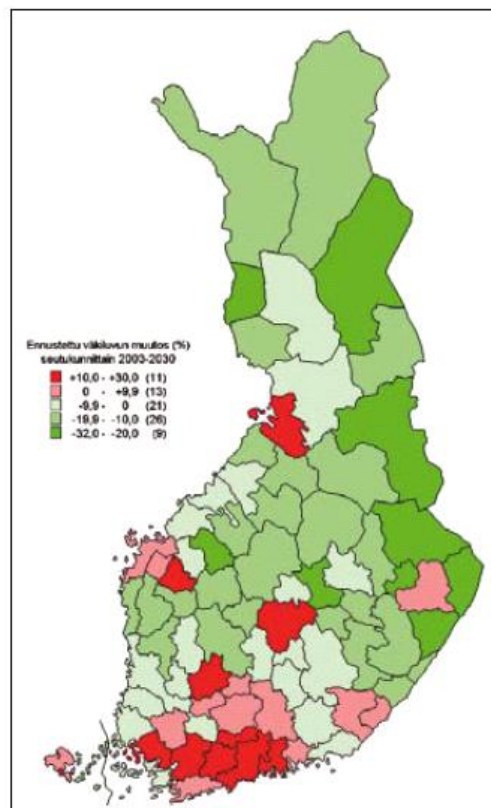 Ennustettu väkiluvun muutos (%)
seutukunnittain 2003-2030
+10,0 - +30,0 (11)
0 - +9,9 (13)
-9,9 - 0 (21)
-19,9 - -10,0 (26)
-32,0 - -20,0 (9)